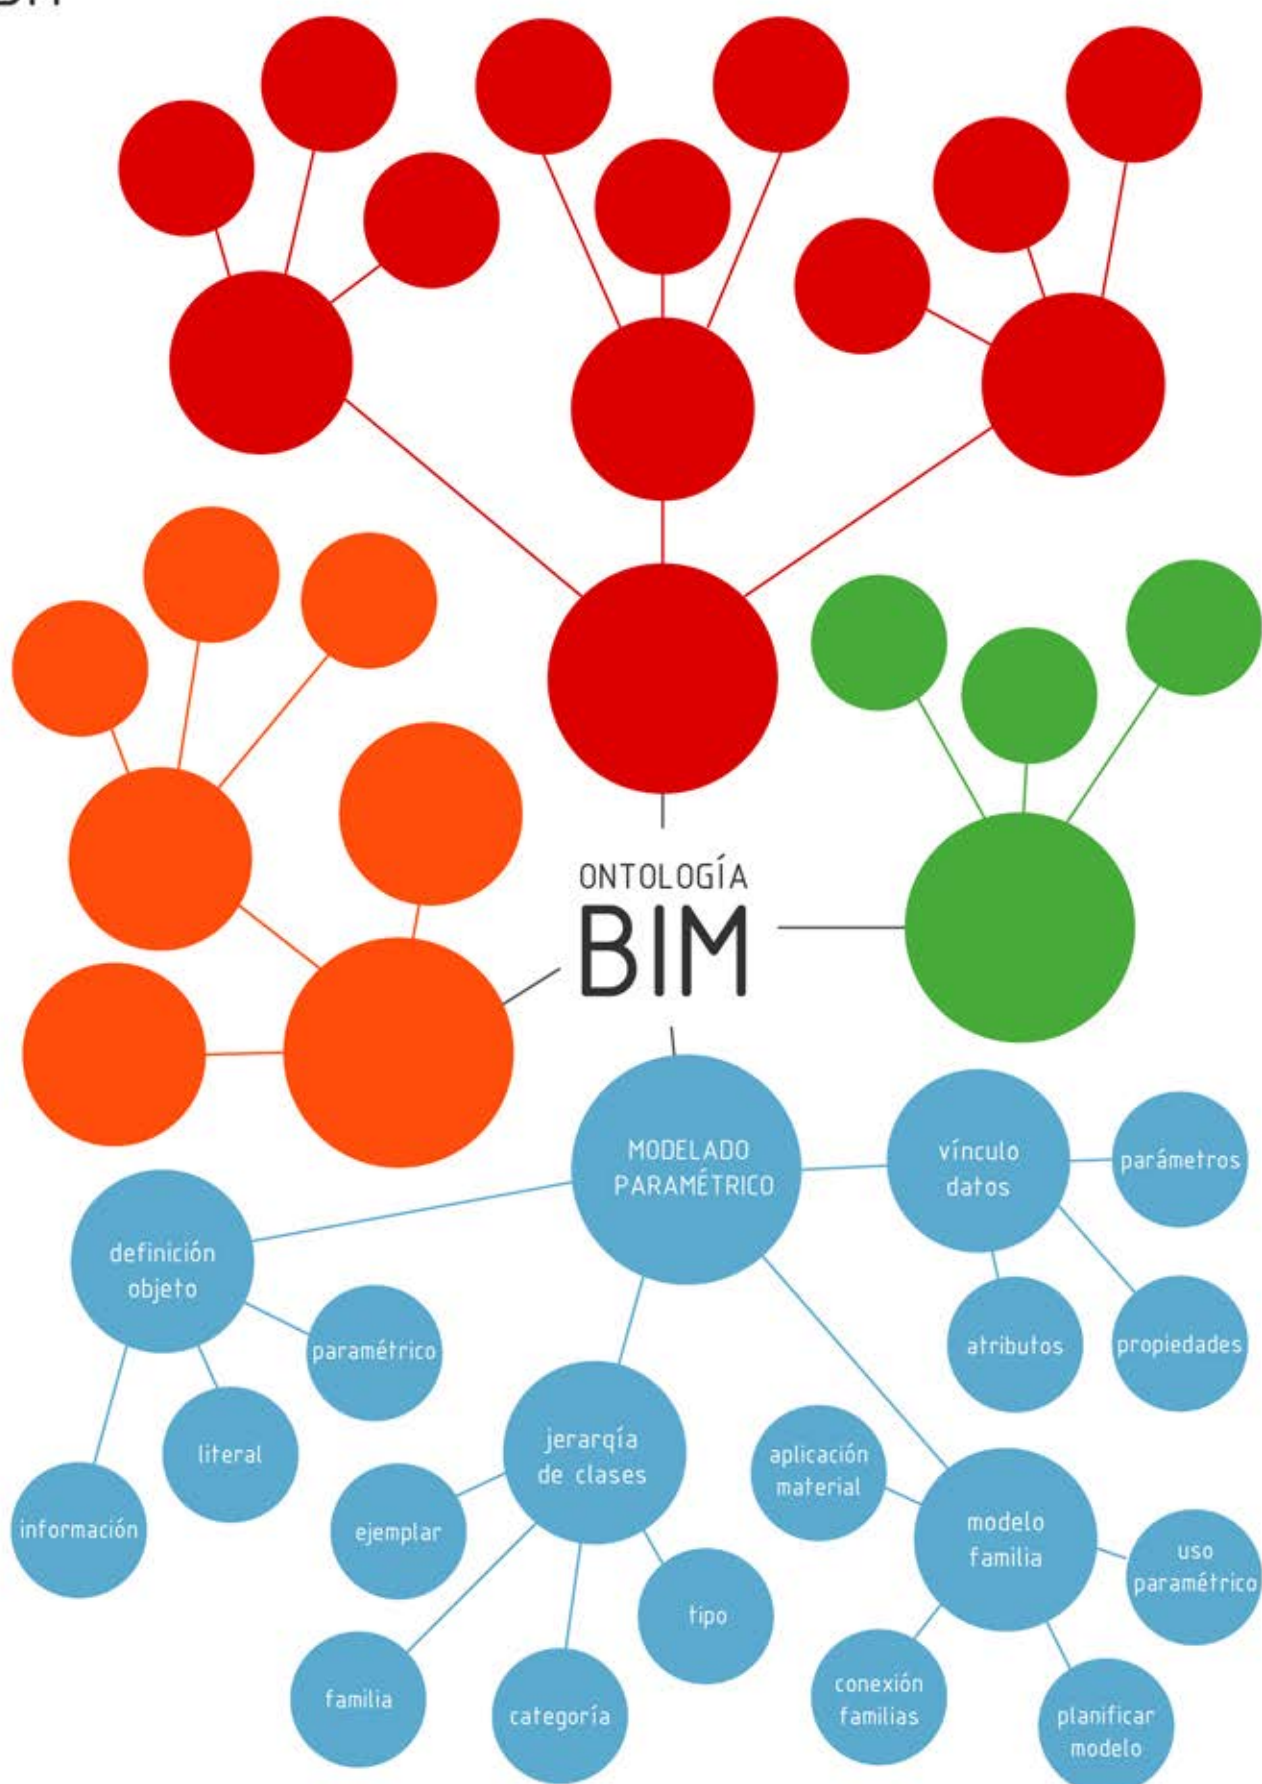 ONTOLOGÍA
BIM
MODELADO
PARAMÉTRICO
vínculo
datos
parámetros
atributos
propiedades
definición
objeto
paramétrico
literal
información
jerarqía
de clases
ejemplar
familia
categoría
tipo
modelo
familia
aplicación
material
uso
paramétrico
conexión
familias
planificar
modelo